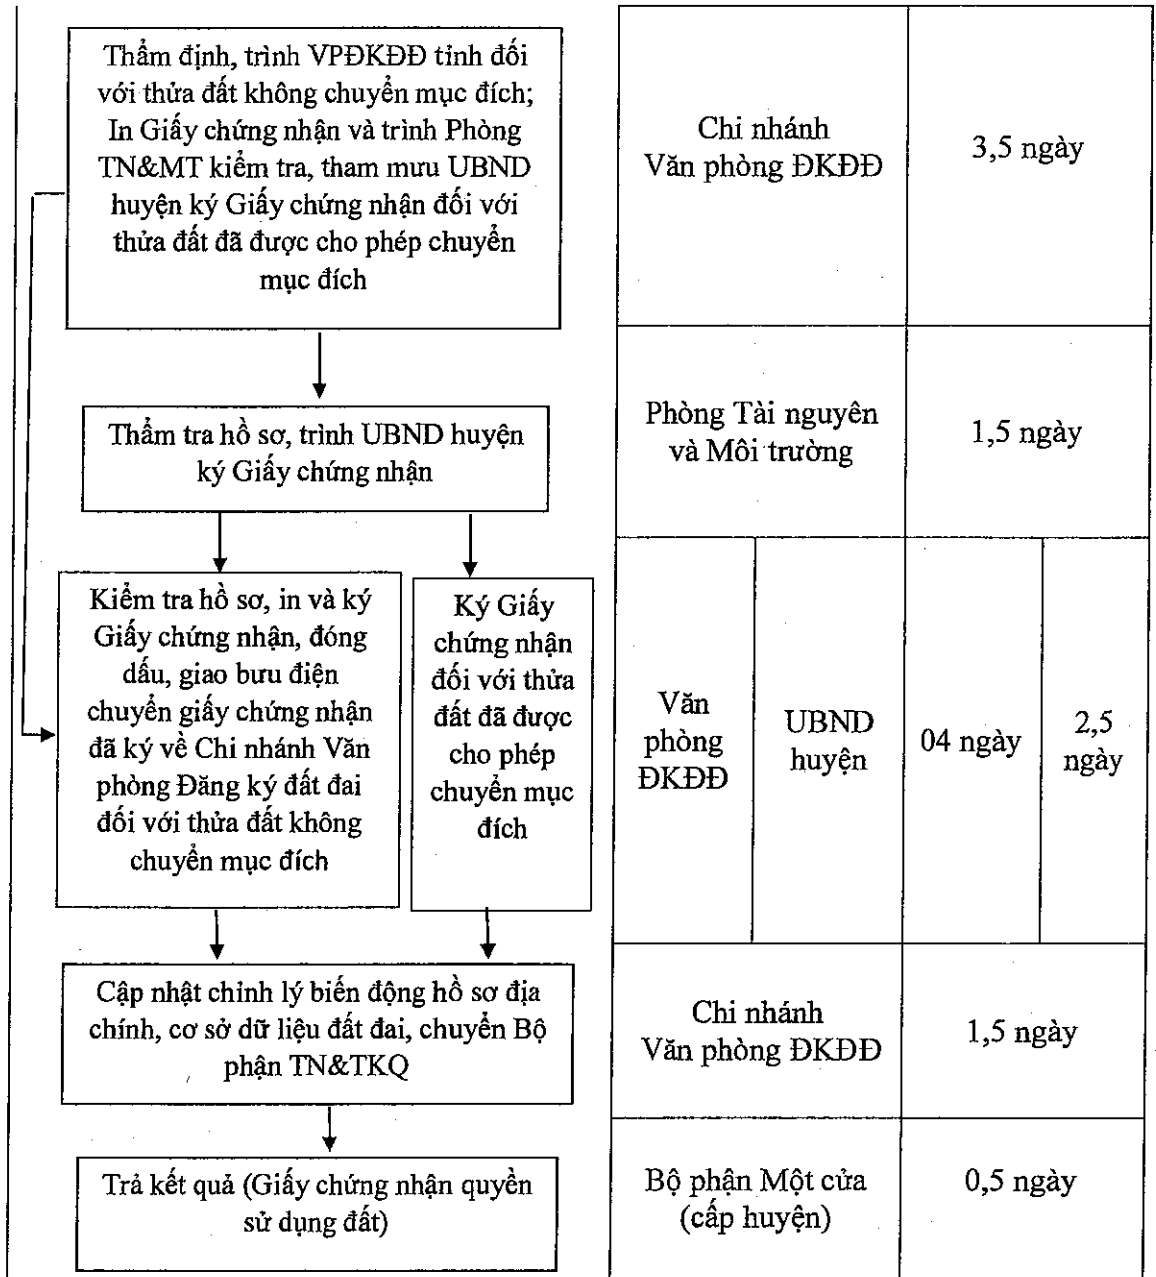 Thẩm định, trình VPĐKĐĐ tỉnh đối
với thửa đất không chuyển mục đích;
In Giấy chứng nhận và trình Phòng
TN&MT kiểm tra, tham mưu UBND
huyện ký Giấy chứng nhận đối với
thửa đất đã được cho phép chuyển
mục đích
Chi nhánh
Văn phòng ĐKĐĐ
3,5 ngày
Thẩm tra hồ sơ, trình UBND huyện
ký Giấy chứng nhận
Phòng Tài nguyên
và Môi trường
1,5 ngày
Kiểm tra hồ sơ, in và ký
Giấy chứng nhận, đóng
dấu, giao bưu điện
chuyển giấy chứng nhận
đã ký về Chi nhánh Văn
phòng Đăng ký đất đai
đối với thửa đất không
chuyển mục đích
Ký Giấy
chứng nhận
đối với thửa
đất đã được
cho phép
chuyển mục
đích
Văn
phòng
ĐKĐĐ
UBND
huyện
04 ngày
2,5
ngày
Cập nhật chỉnh lý biến động hồ sơ địa
chính, cơ sở dữ liệu đất đai, chuyển Bộ
phận TN&TKQ
Chi nhánh
Văn phòng ĐKĐĐ
1,5 ngày
Trả kết quả (Giấy chứng nhận quyền
sử dụng đất)
Bộ phận Một cửa
(cấp huyện)
0,5 ngày